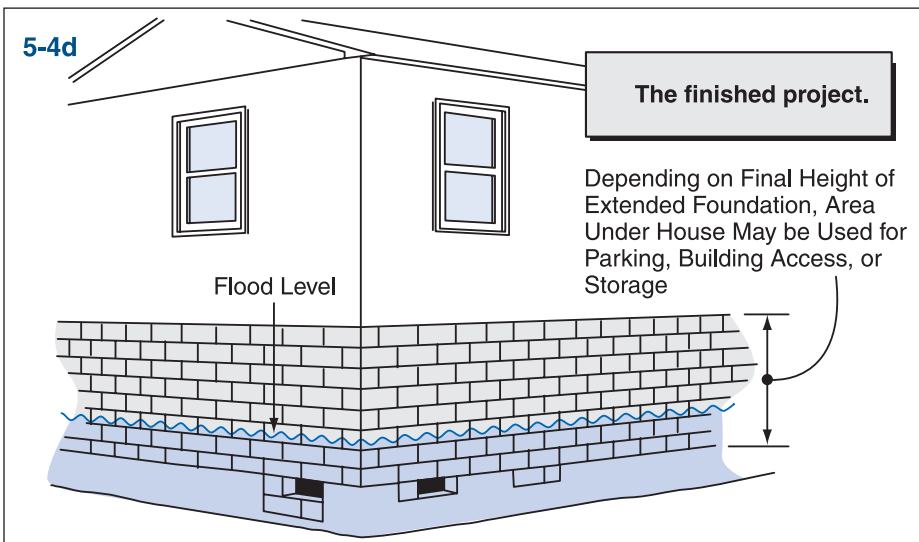 5-4d
The finished project.
Depending on Final Height of
Extended Foundation, Area
Under House May be Used for
Parking, Building Access, or
Storage
Flood Level